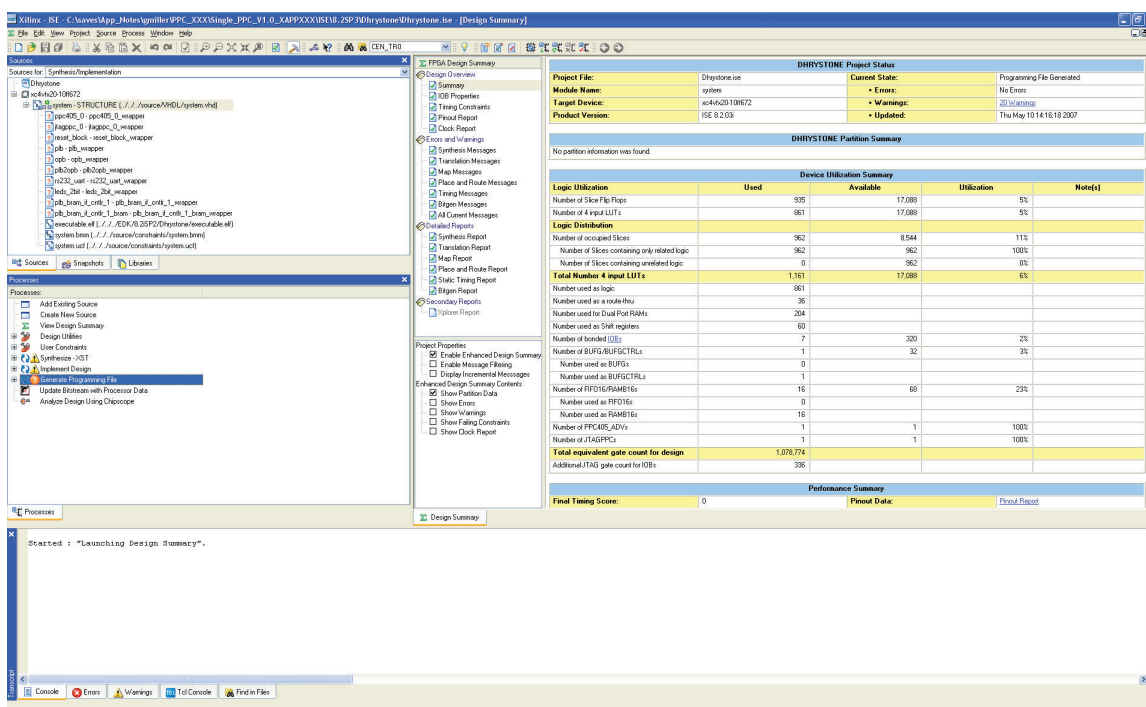 Xilinx - ISE - C:\saves\App_Notes\gmiller\PPC_XXX\Single_PPC_V1.0_XAPPXXX\ISE\8.2SP3\Dhrystone\Dhrystone.ise - [Design Summary]
File Edit View Project Source Process Window Help
CEN_TR0
Sources
Sources for: Synthesis/Implementation
Dhrystone
xc4vfx20-10ff672
system - STRUCTURE (../../../source/VHDL/system.vhd)
ppc405_0 - ppc405_0_wrapper
jtagppc_0 - jtagppc_0_wrapper
reset_block - reset_block_wrapper
plb - plb_wrapper
opb - opb_wrapper
plb2opb - plb2opb_wrapper
rs232_uart - rs232_uart_wrapper
leds_2bit - leds_2bit_wrapper
plb_bram_if_cntlr_1 - plb_bram_if_cntlr_1_wrapper
plb_bram_if_cntlr_1_bram - plb_bram_if_cntlr_1_bram_wrapper
executable.elf (../../../EDK/8.2iSP2/Dhrystone/executable.elf)
system.bmm (../../../source/constraints/system.bmm)
system.ucf (../../../source/constraints/system.ucf)
Sources Snapshots Libraries
Processes
Processes:
Add Existing Source
Create New Source
View Design Summary
Design Utilities
User Constraints
Synthesize - XST
Implement Design
Generate Programming File
Update Bitstream with Processor Data
Analyze Design Using Chipscope
Processes
FPGA Design Summary
Design Overview
Summary
IOB Properties
Timing Constraints
Pinout Report
Clock Report
Errors and Warnings
Synthesis Messages
Translation Messages
Map Messages
Place and Route Messages
Timing Messages
Bitgen Messages
All Current Messages
Detailed Reports
Synthesis Report
Translation Report
Map Report
Place and Route Report
Static Timing Report
Bitgen Report
Secondary Reports
Xplorer Report
Project Properties
Enable Enhanced Design Summary
Enable Message Filtering
Display Incremental Messsages
Enhanced Design Summary Contents
Show Partition Data
Show Errors
Show Warnings
Show Failing Constraints
Show Clock Report
Design Summary
DHRYSTONE Project Status
Project File: Dhrystone.ise Current State: Programming File Generated
Module Name: system • Errors: No Errors
Target Device: xc4vfx20-10ff672 • Warnings: 20 Warnings
Product Version: ISE 8.2.03i • Updated: Thu May 10 14:16:18 2007
DHRYSTONE Partition Summary
No partition information was found.
Device Utilization Summary
Logic Utilization Used Available Utilization Note(s)
Number of Slice Flip Flops 935 17,088 5%
Number of 4 input LUTs 861 17,088 5%
Logic Distribution
Number of occupied Slices 962 8,544 11%
Number of Slices containing only related logic 962 962 100%
Number of Slices containing unrelated logic 0 962 0%
Total Number 4 input LUTs 1,161 17,088 6%
Number used as logic 861
Number used as a route-thru 36
Number used for Dual Port RAMs 204
Number used as Shift registers 60
Number of bonded IOBs 7 320 2%
Number of BUFG/BUFGCTRLs 1 32 3%
Number used as BUFGs 0
Number used as BUFGCTRLs 1
Number of FIFO16/RAMB16s 16 68 23%
Number used as FIFO16s 0
Number used as RAMB16s 16
Number of PPC405_ADVs 1 1 100%
Number of JTAGPPCs 1 1 100%
Total equivalent gate count for design 1,078,774
Additional JTAG gate count for IOBs 336
Performance Summary
Final Timing Score: 0 Pinout Data: Pinout Report
Started : "Launching Design Summary".
Transcript
Console Errors Warnings Tcl Console Find in Files